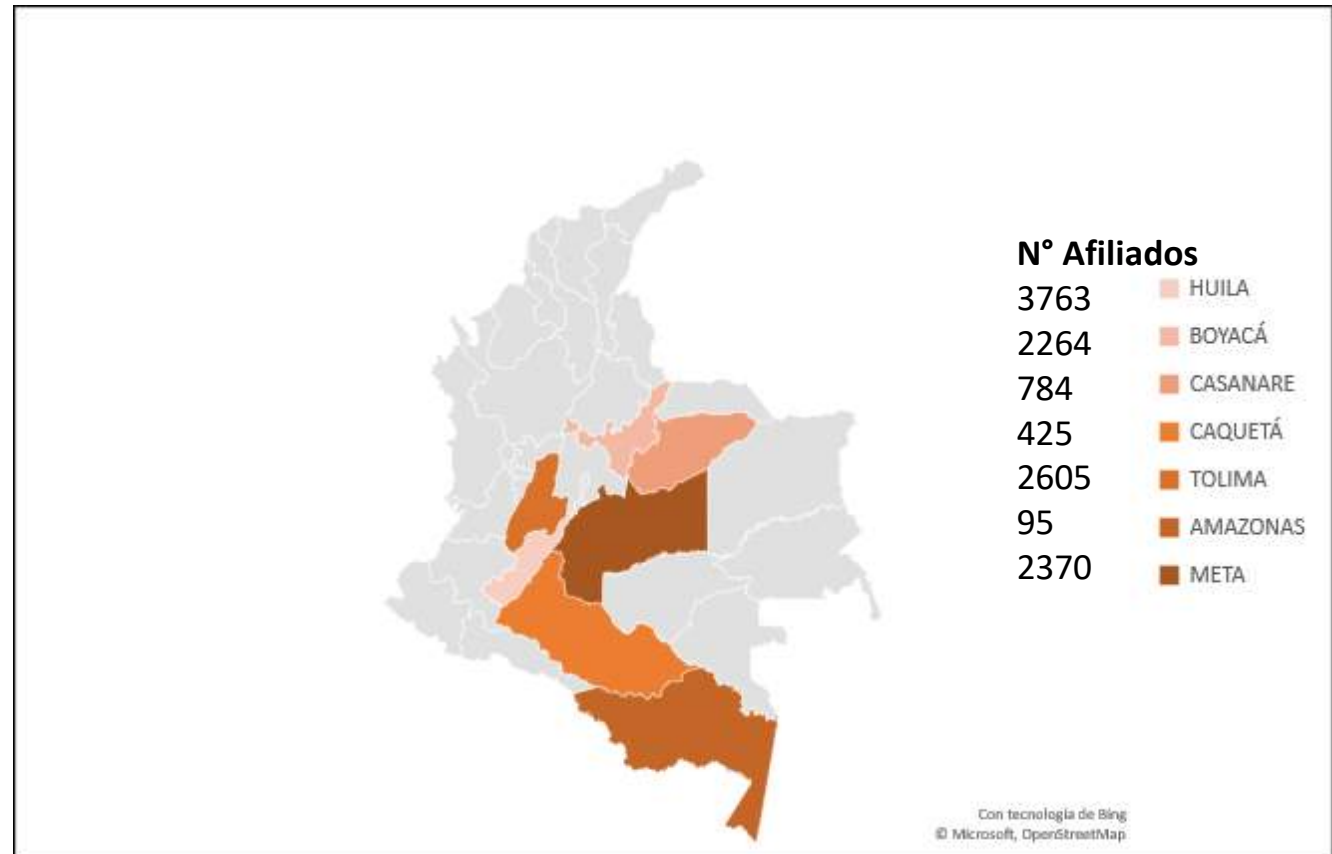 N° Afiliados
3763 HUILA
2264 BOYACÁ
784 CASANARE
425 CAQUETÁ
2605 TOLIMA
95 AMAZONAS
2370 META
Con tecnología de Bing
© Microsoft, OpenStreetMap